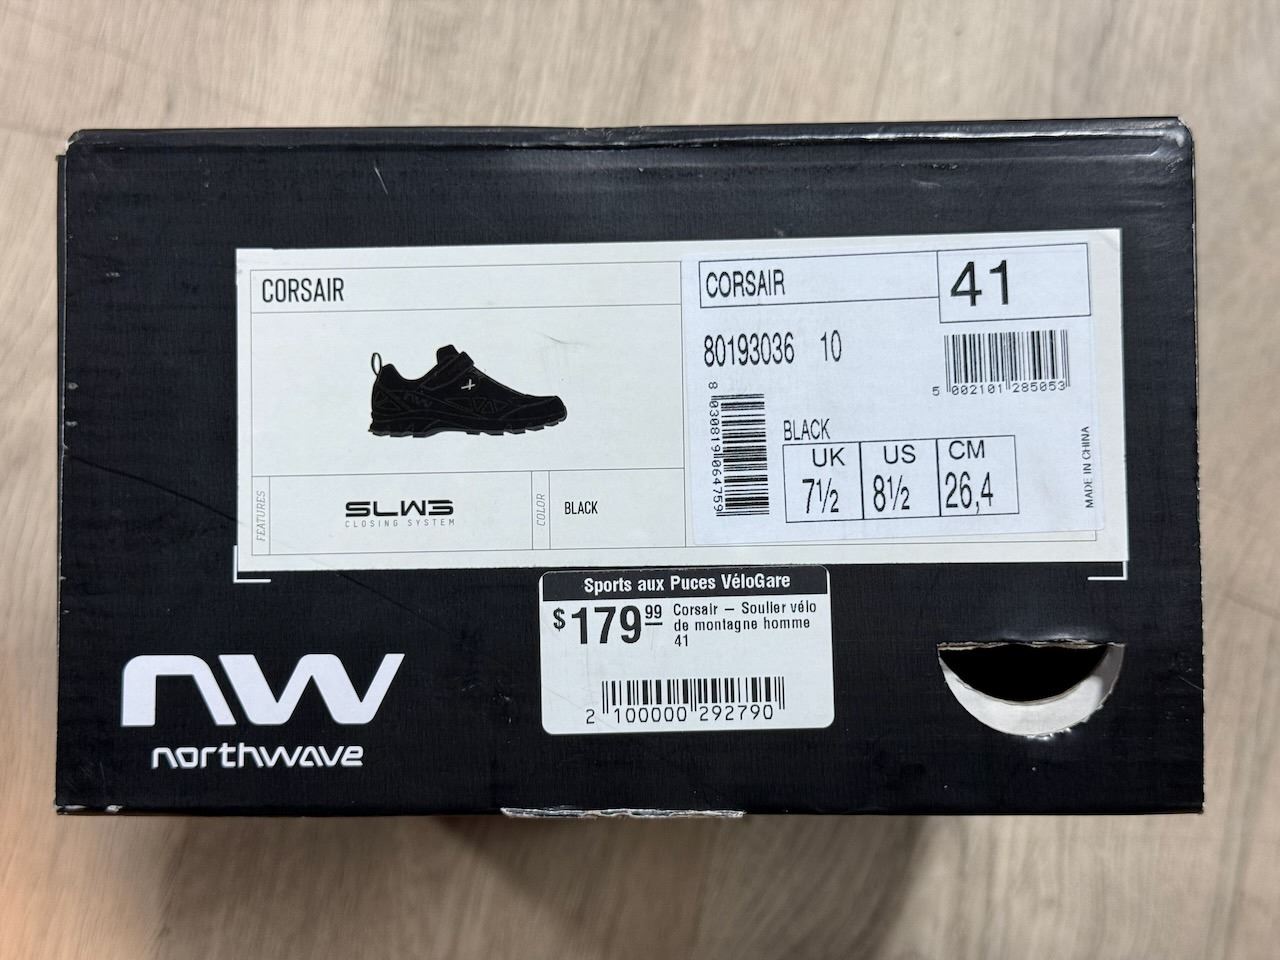 CORSAIR
FEATURES
SLW3
CLOSING SYSTEM
COLOR
BLACK
CORSAIR
41
80193036 10
5 002101 285053
8 030819 064759
BLACK
UK US CM
7½ 8½ 26,4
MADE IN CHINA
Sports aux Puces VéloGare
$179.99
Corsair – Soulier vélo
de montagne homme
41
2 100000 292790
NW
northwave